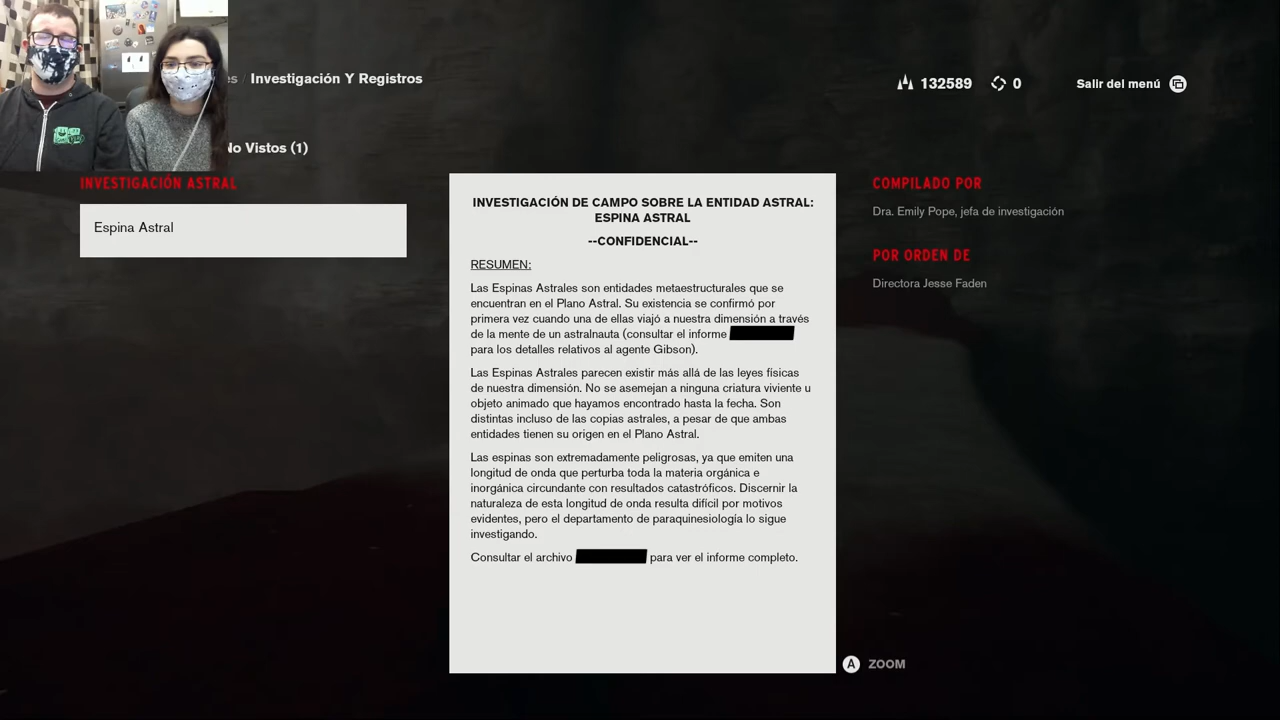 es / Investigación Y Registros
132589
0
Salir del menú
No Vistos (1)
INVESTIGACIÓN ASTRAL
Espina Astral
INVESTIGACIÓN DE CAMPO SOBRE LA ENTIDAD ASTRAL:
ESPINA ASTRAL
--CONFIDENCIAL--
RESUMEN:
Las Espinas Astrales son entidades metaestructurales que se
encuentran en el Plano Astral. Su existencia se confirmó por
primera vez cuando una de ellas viajó a nuestra dimensión a través
de la mente de un astralnauta (consultar el informe
para los detalles relativos al agente Gibson).
Las Espinas Astrales parecen existir más allá de las leyes físicas
de nuestra dimensión. No se asemejan a ninguna criatura viviente u
objeto animado que hayamos encontrado hasta la fecha. Son
distintas incluso de las copias astrales, a pesar de que ambas
entidades tienen su origen en el Plano Astral.
Las espinas son extremadamente peligrosas, ya que emiten una
longitud de onda que perturba toda la materia orgánica e
inorgánica circundante con resultados catastróficos. Discernir la
naturaleza de esta longitud de onda resulta difícil por motivos
evidentes, pero el departamento de paraquinesiología lo sigue
investigando.
Consultar el archivo para ver el informe completo.
COMPILADO POR
Dra. Emily Pope, jefa de investigación
POR ORDEN DE
Directora Jesse Faden
A ZOOM